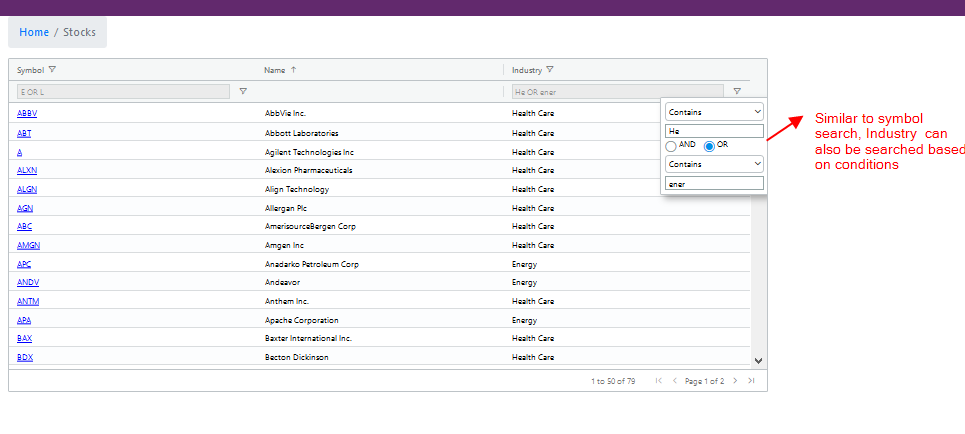 Home / Stocks
Symbol Name Industry
E OR L He OR ener
Contains
He
AND OR
Contains
ener
ABBV AbbVie Inc. Health Care
ABT Abbott Laboratories Health Care
A Agilent Technologies Inc Health Care
ALXN Alexion Pharmaceuticals Health Care
ALGN Align Technology Health Care
AGN Allergan Plc Health Care
ABC AmerisourceBergen Corp Health Care
AMGN Amgen Inc Health Care
APC Anadarko Petroleum Corp Energy
ANDV Andeavor Energy
ANTM Anthem Inc. Health Care
APA Apache Corporation Energy
BAX Baxter International Inc. Health Care
BDX Becton Dickinson Health Care
1 to 50 of 79 Page 1 of 2
Similar to symbol
search, Industry can
also be searched based
on conditions